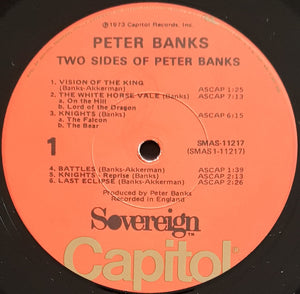 ℗1973 Capitol Records, Inc.
PETER BANKS
TWO SIDES OF PETER BANKS
1. VISION OF THE KING
(Banks-Akkerman) ASCAP 1:25
2. THE WHITE HORSE VALE (Banks) ASCAP 7:13
a. On the Hill
b. Lord of the Dragon
3. KNIGHTS (Banks) ASCAP 6:15
a. The Falcon
b. The Bear
1
SMAS-11217
(SMAS1-11217)
4. BATTLES (Banks-Akkerman) ASCAP 1:39
5. KNIGHTS - Reprise (Banks) ASCAP 2:13
6. LAST ECLIPSE (Banks-Akkerman) ASCAP 2:26
Produced by Peter Banks
Recorded in England
Sovereign™
Capitol